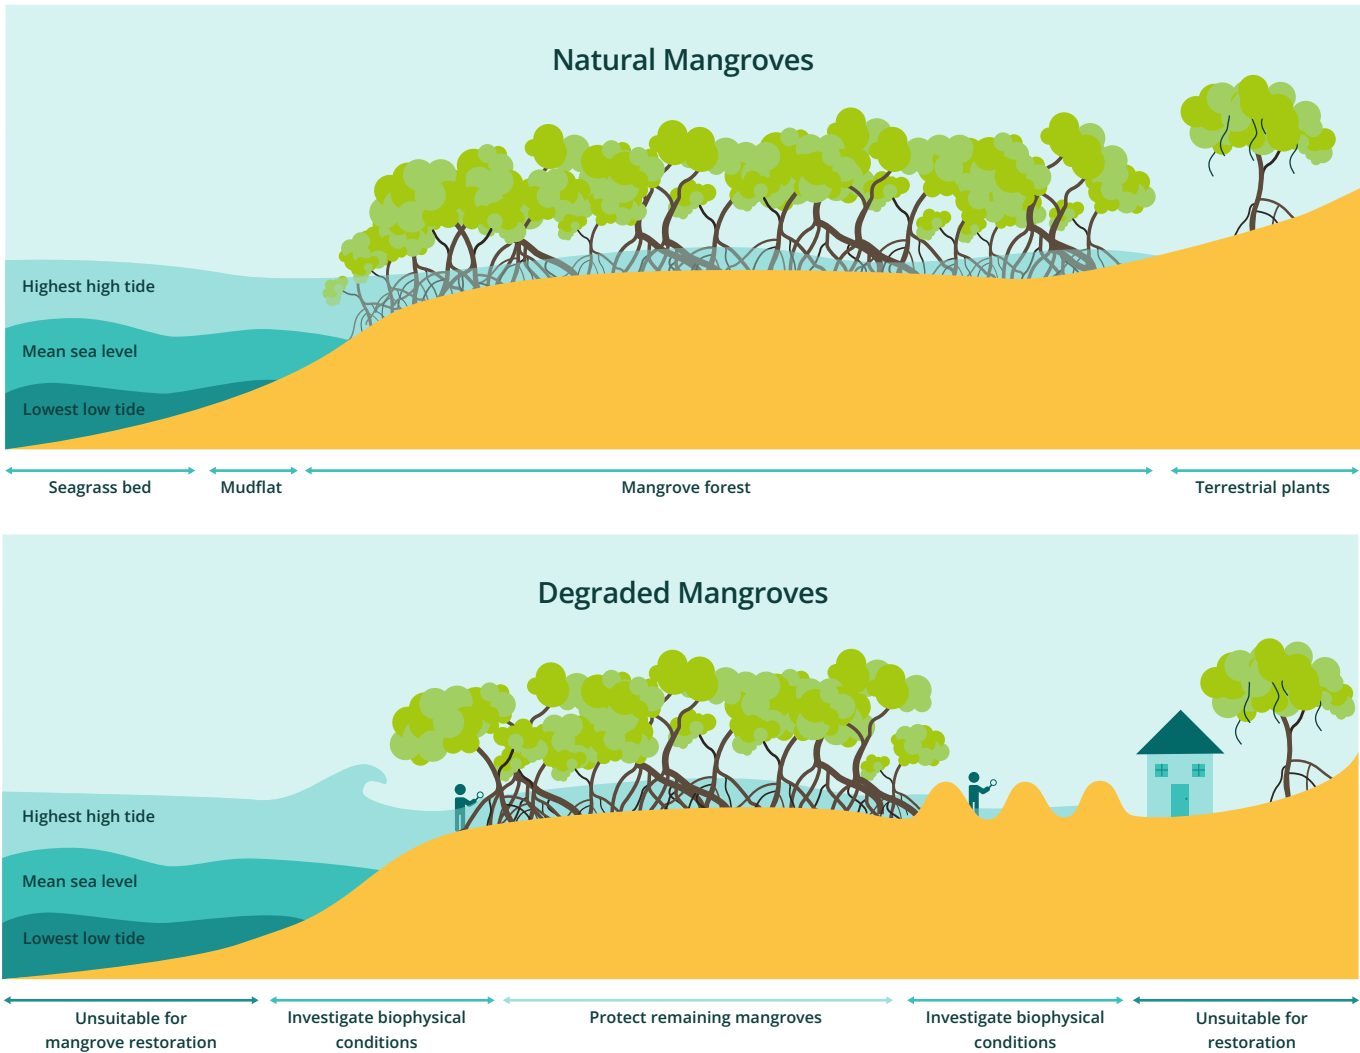 Natural Mangroves
Highest high tide
Mean sea level
Lowest low tide
Seagrass bed
Mudflat
Mangrove forest
Terrestrial plants
Degraded Mangroves
Highest high tide
Mean sea level
Lowest low tide
Unsuitable for
mangrove restoration
Investigate biophysical
conditions
Protect remaining mangroves
Investigate biophysical
conditions
Unsuitable for
restoration